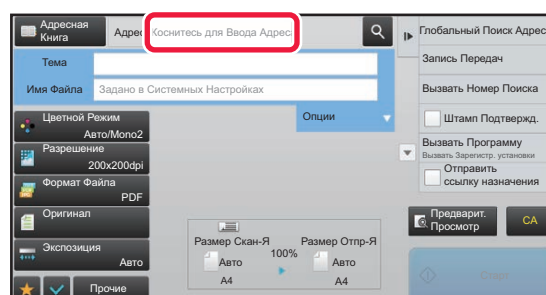 Адресная
Книга
Адрес
Коснитесь для Ввода Адреса
Глобальный Поиск Адрес
Тема
Запись Передач
Имя Файла
Задано в Системных Настройках
Вызвать Номер Поиска
Цветной Режим
Авто/Mono2
Опции
Штамп Подтвержд.
Разрешение
200x200dpi
Вызвать Программу
Вызвать Зарегистр. установки
Формат Файла
PDF
Отправить
ссылку назначения
Оригинал
Предварит.
Просмотр
CA
Размер Скан-Я
Размер Отпр-Я
100%
Экспозиция
Авто
Авто
Авто
A4
A4
Прочие
Старт